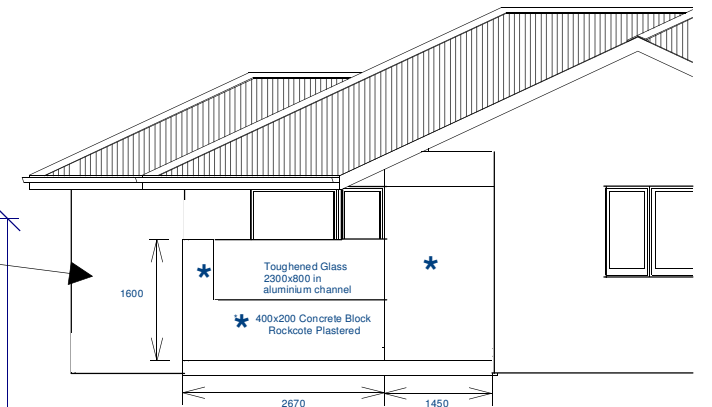 Toughened Glass
2300x800 in
aluminium channel
1600
* 400x200 Concrete Block
Rockcote Plastered
2670
1450